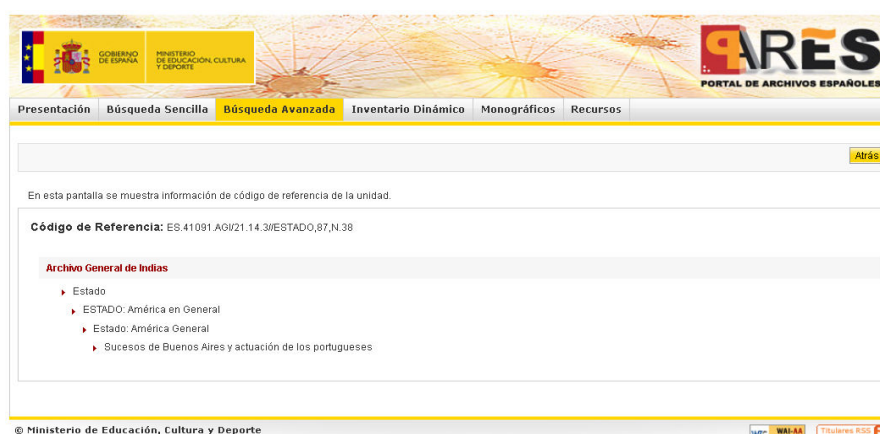 GOBIERNO
DE ESPAÑA
MINISTERIO
DE EDUCACIÓN, CULTURA
Y DEPORTE
PARES
PORTAL DE ARCHIVOS ESPAÑOLES
Presentación Búsqueda Sencilla Búsqueda Avanzada Inventario Dinámico Monográficos Recursos
Atrás
En esta pantalla se muestra información de código de referencia de la unidad.
Código de Referencia: ES.41091.AGI/21.14.3//ESTADO,87,N.38
Archivo General de Indias
Estado
ESTADO: América en General
Estado: América General
Sucesos de Buenos Aires y actuación de los portugueses
© Ministerio de Educación, Cultura y Deporte
WAI-AA
Titulares RSS